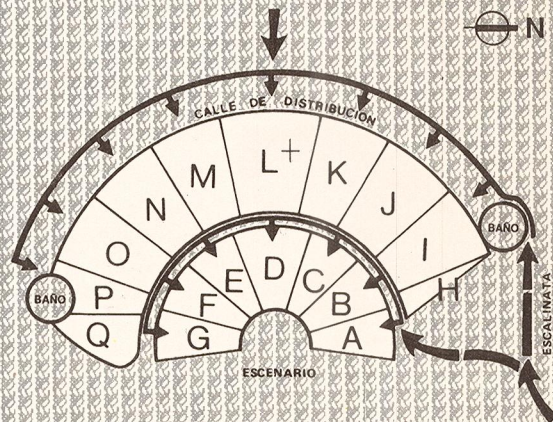 N
CALLE DE DISTRIBUCION
L+
M
K
N
J
O
I
P
H
Q
BAÑO
BAÑO
D
E
C
F
B
G
A
ESCENARIO
ESCALINATA